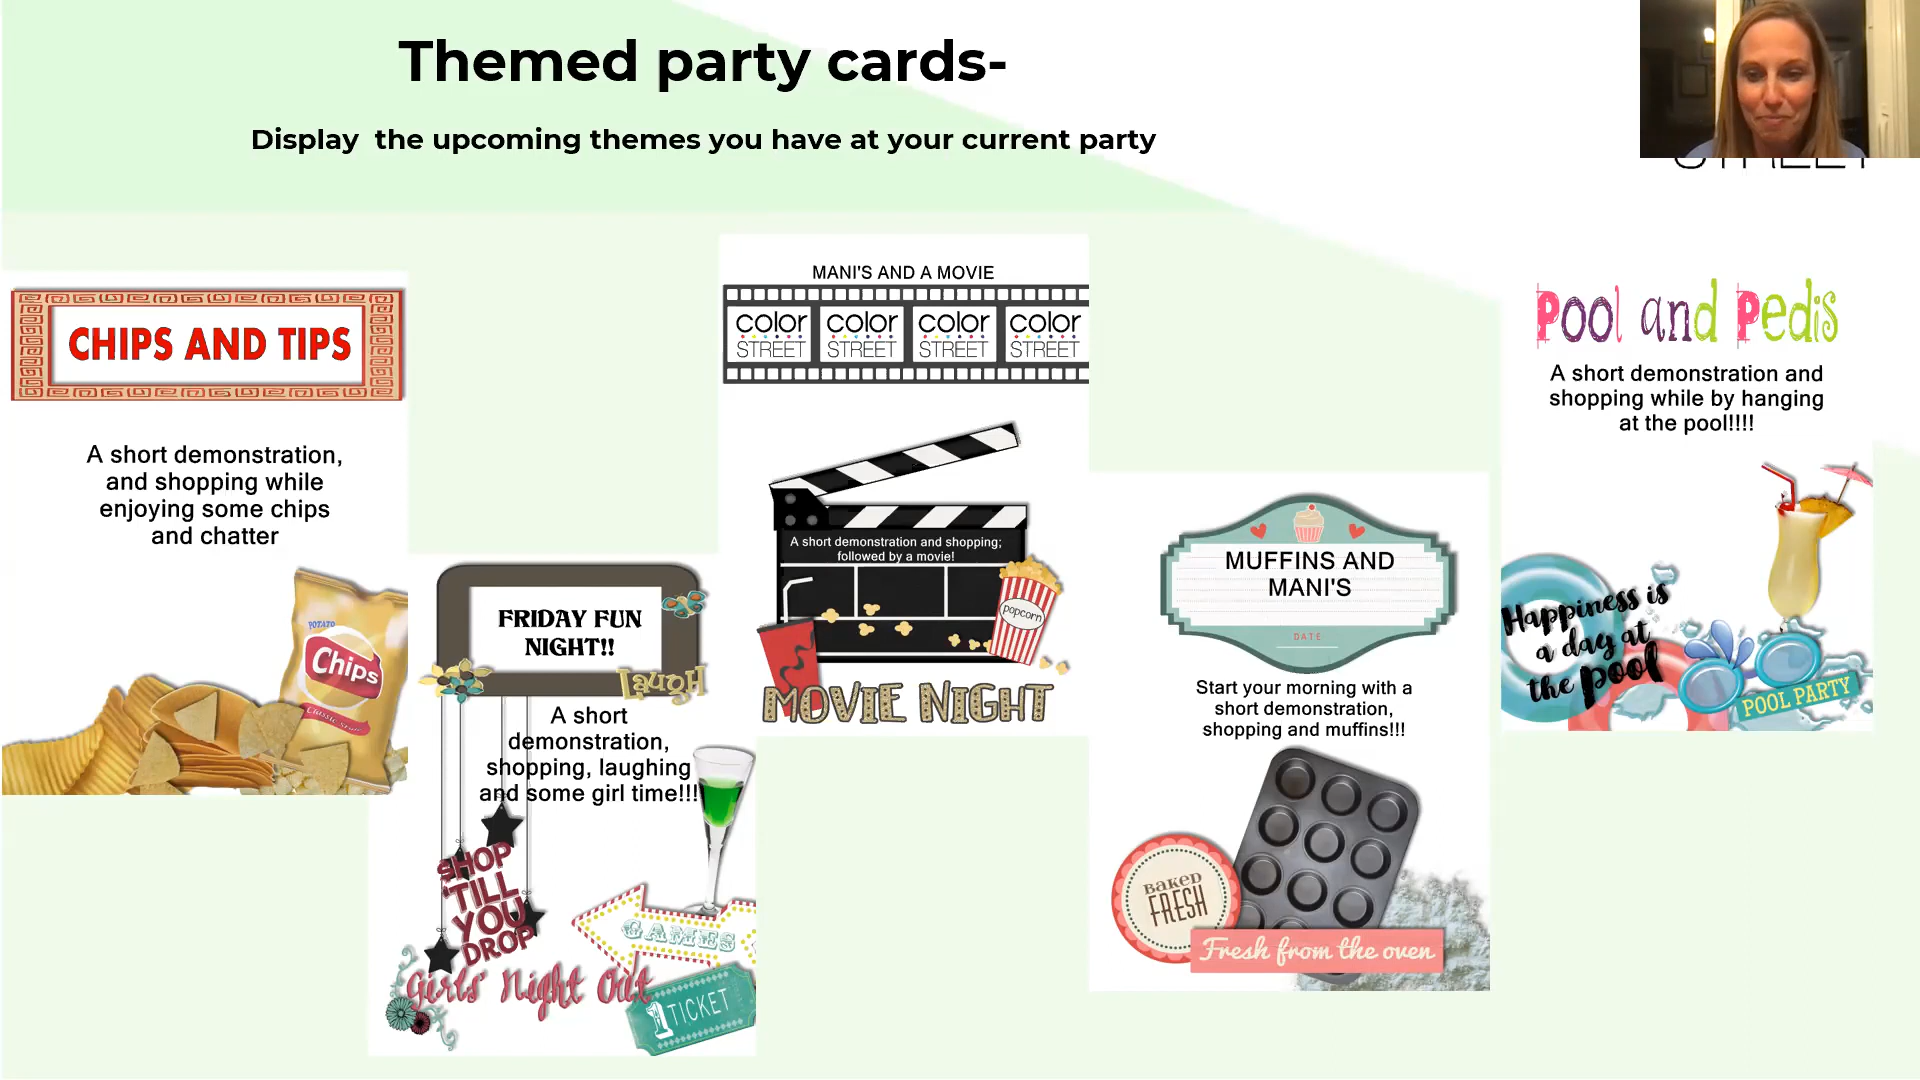 Themed party cards-
Display the upcoming themes you have at your current party
STREET
CHIPS AND TIPS
A short demonstration,
and shopping while
enjoying some chips
and chatter
POTATO
Chips
FRIDAY FUN
NIGHT!!
Laugh
A short
demonstration,
shopping, laughing
and some girl time!!!
SHOP
'TILL
YOU
DROP
GAMES
Girls' Night Out
1 TICKET
MANI'S AND A MOVIE
color color color color
STREET STREET STREET STREET
A short demonstration and shopping;
followed by a movie!
popcorn
MOVIE NIGHT
MUFFINS AND
MANI'S
DATE
Start your morning with a
short demonstration,
shopping and muffins!!!
BAKED
FRESH
Fresh from the oven
Pool and Pedis
A short demonstration and
shopping while by hanging
at the pool!!!!
Happiness is
a day at
the pool
POOL PARTY